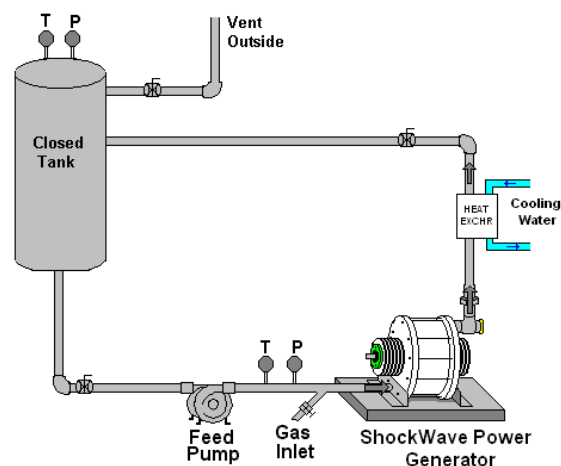 T P
Vent
Outside
Closed
Tank
HEAT
EXCHR
Cooling
Water
T P
Feed
Pump
Gas
Inlet
ShockWave Power
Generator